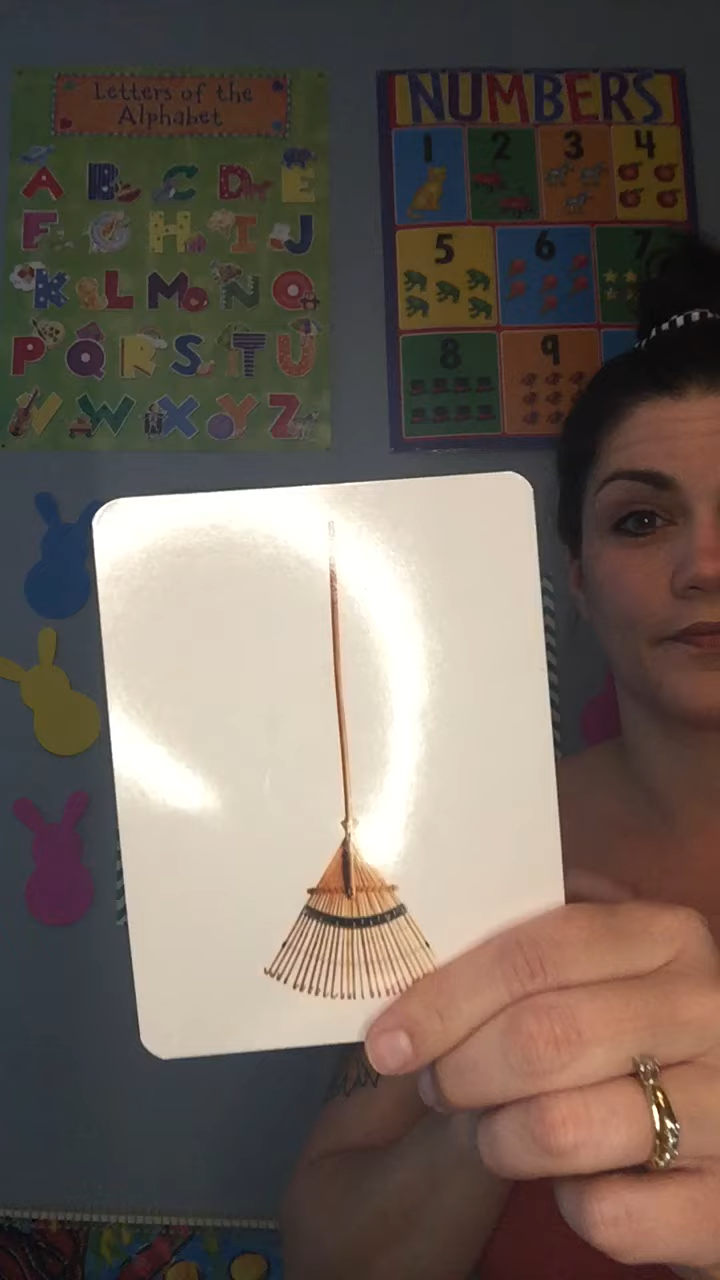 Letters of the
Alphabet
A B C D E
F G H I J
K L M N O
P Q R S T U
V W X Y Z
NUMBERS
1 2 3 4
5 6 7
8 9